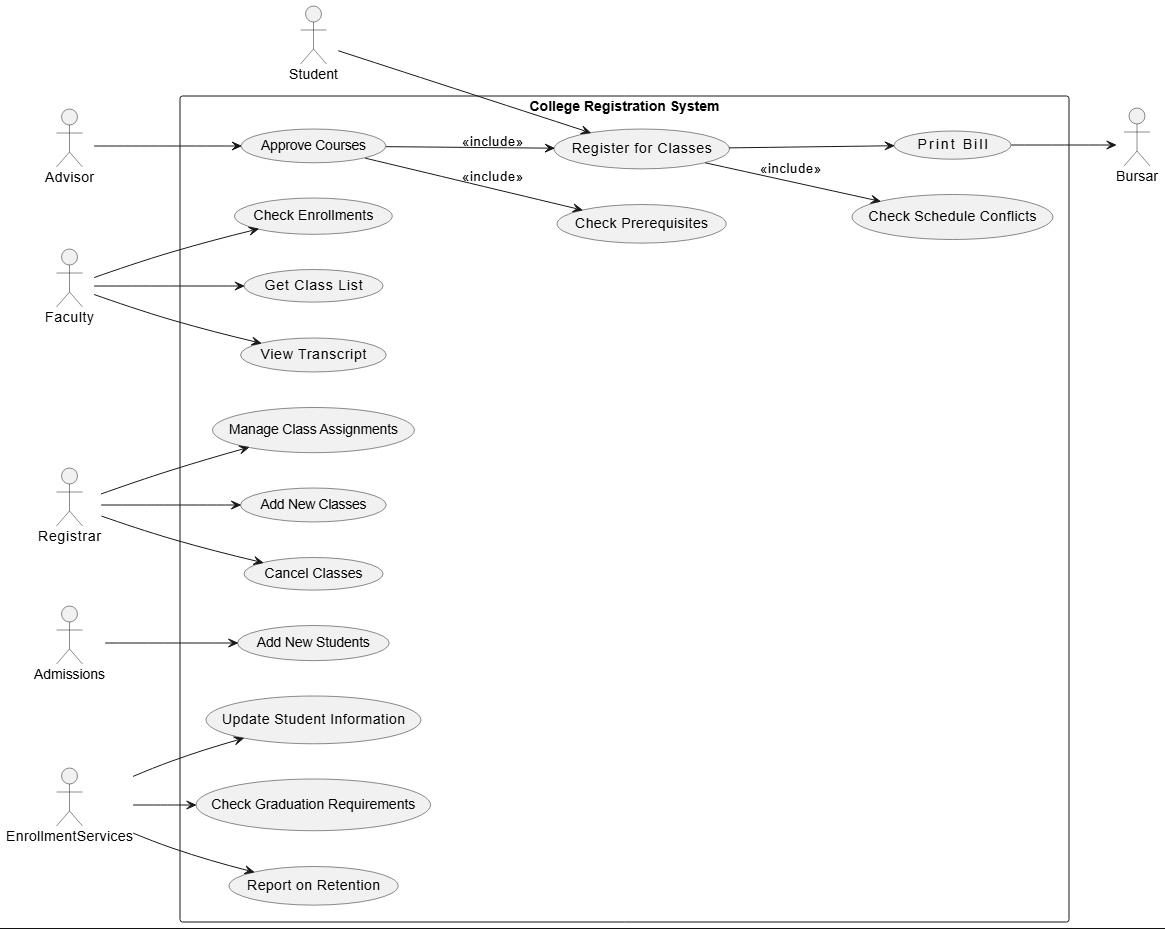 Student
College Registration System
Advisor
Approve Courses
«include»
Register for Classes
Print Bill
Bursar
«include»
«include»
Check Prerequisites
Check Schedule Conflicts
Check Enrollments
Faculty
Get Class List
View Transcript
Manage Class Assignments
Registrar
Add New Classes
Cancel Classes
Admissions
Add New Students
Update Student Information
EnrollmentServices
Check Graduation Requirements
Report on Retention